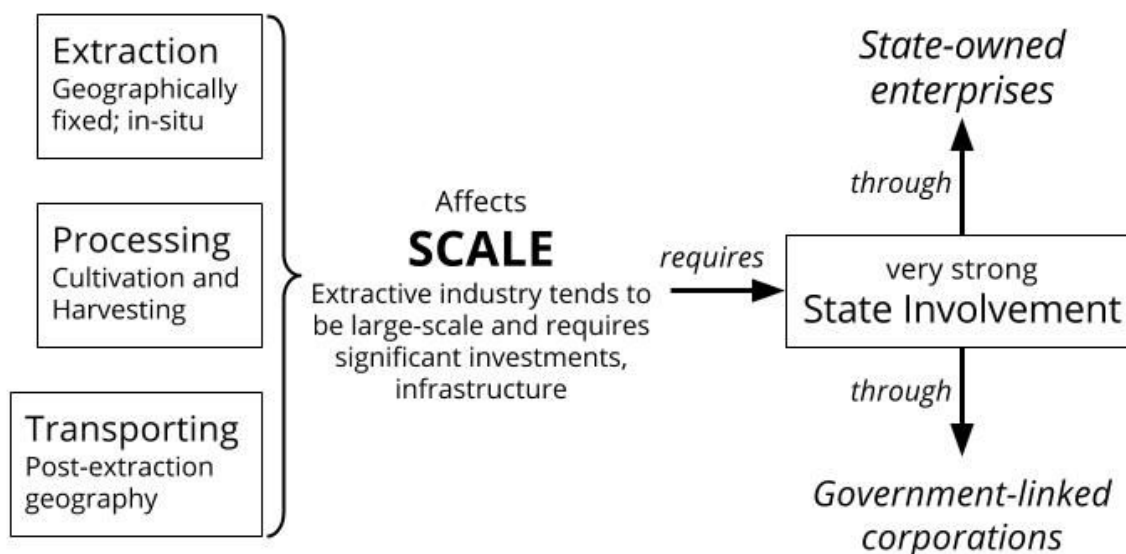 Extraction
Geographically
fixed; in-situ
Processing
Cultivation and
Harvesting
Transporting
Post-extraction
geography
Affects
SCALE
Extractive industry tends to
be large-scale and requires
significant investments,
infrastructure
requires
very strong
State Involvement
through
State-owned
enterprises
through
Government-linked
corporations